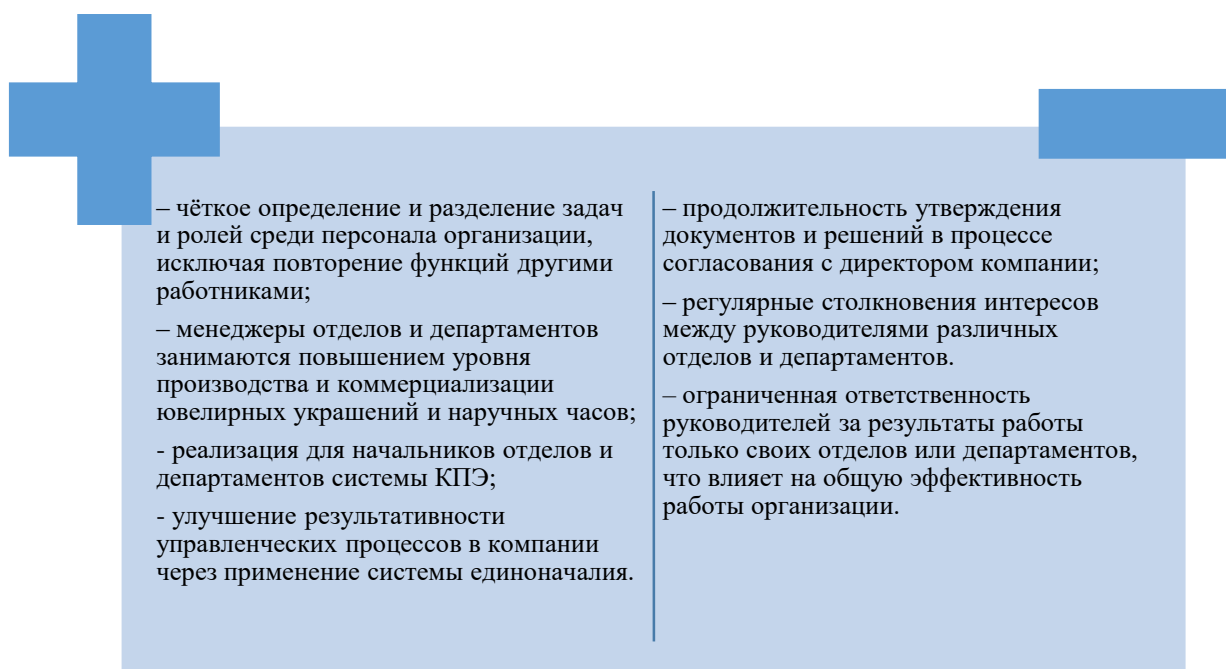 – чёткое определение и разделение задач
и ролей среди персонала организации,
исключая повторение функций другими
работниками;
– менеджеры отделов и департаментов
занимаются повышением уровня
производства и коммерциализации
ювелирных украшений и наручных часов;
- реализация для начальников отделов и
департаментов системы КПЭ;
- улучшение результативности
управленческих процессов в компании
через применение системы единоначалия.
– продолжительность утверждения
документов и решений в процессе
согласования с директором компании;
– регулярные столкновения интересов
между руководителями различных
отделов и департаментов.
– ограниченная ответственность
руководителей за результаты работы
только своих отделов или департаментов,
что влияет на общую эффективность
работы организации.